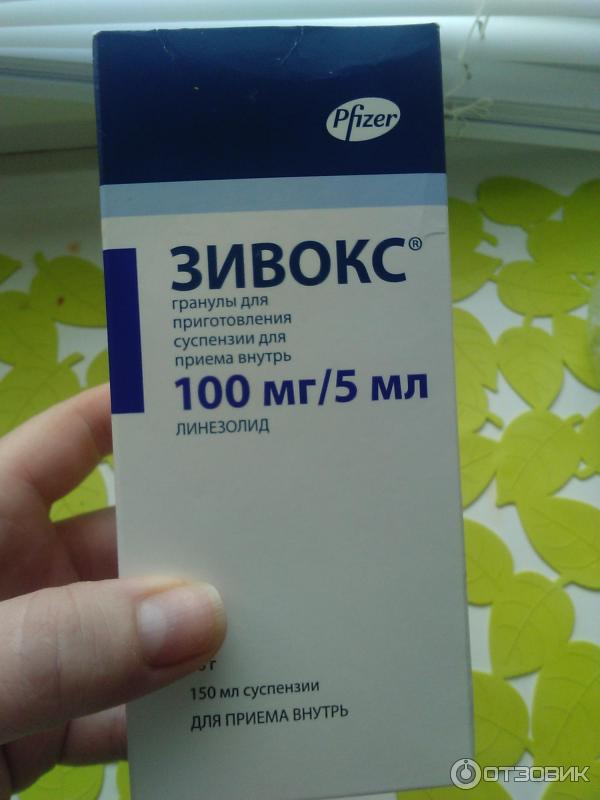 Pfizer
ЗИВОКС®
гранулы для
приготовления
суспензии для
приема внутрь
100 мг/5 мл
ЛИНЕЗОЛИД
г
150 мл суспензии
ДЛЯ ПРИЕМА ВНУТРЬ
ОТЗОВИК